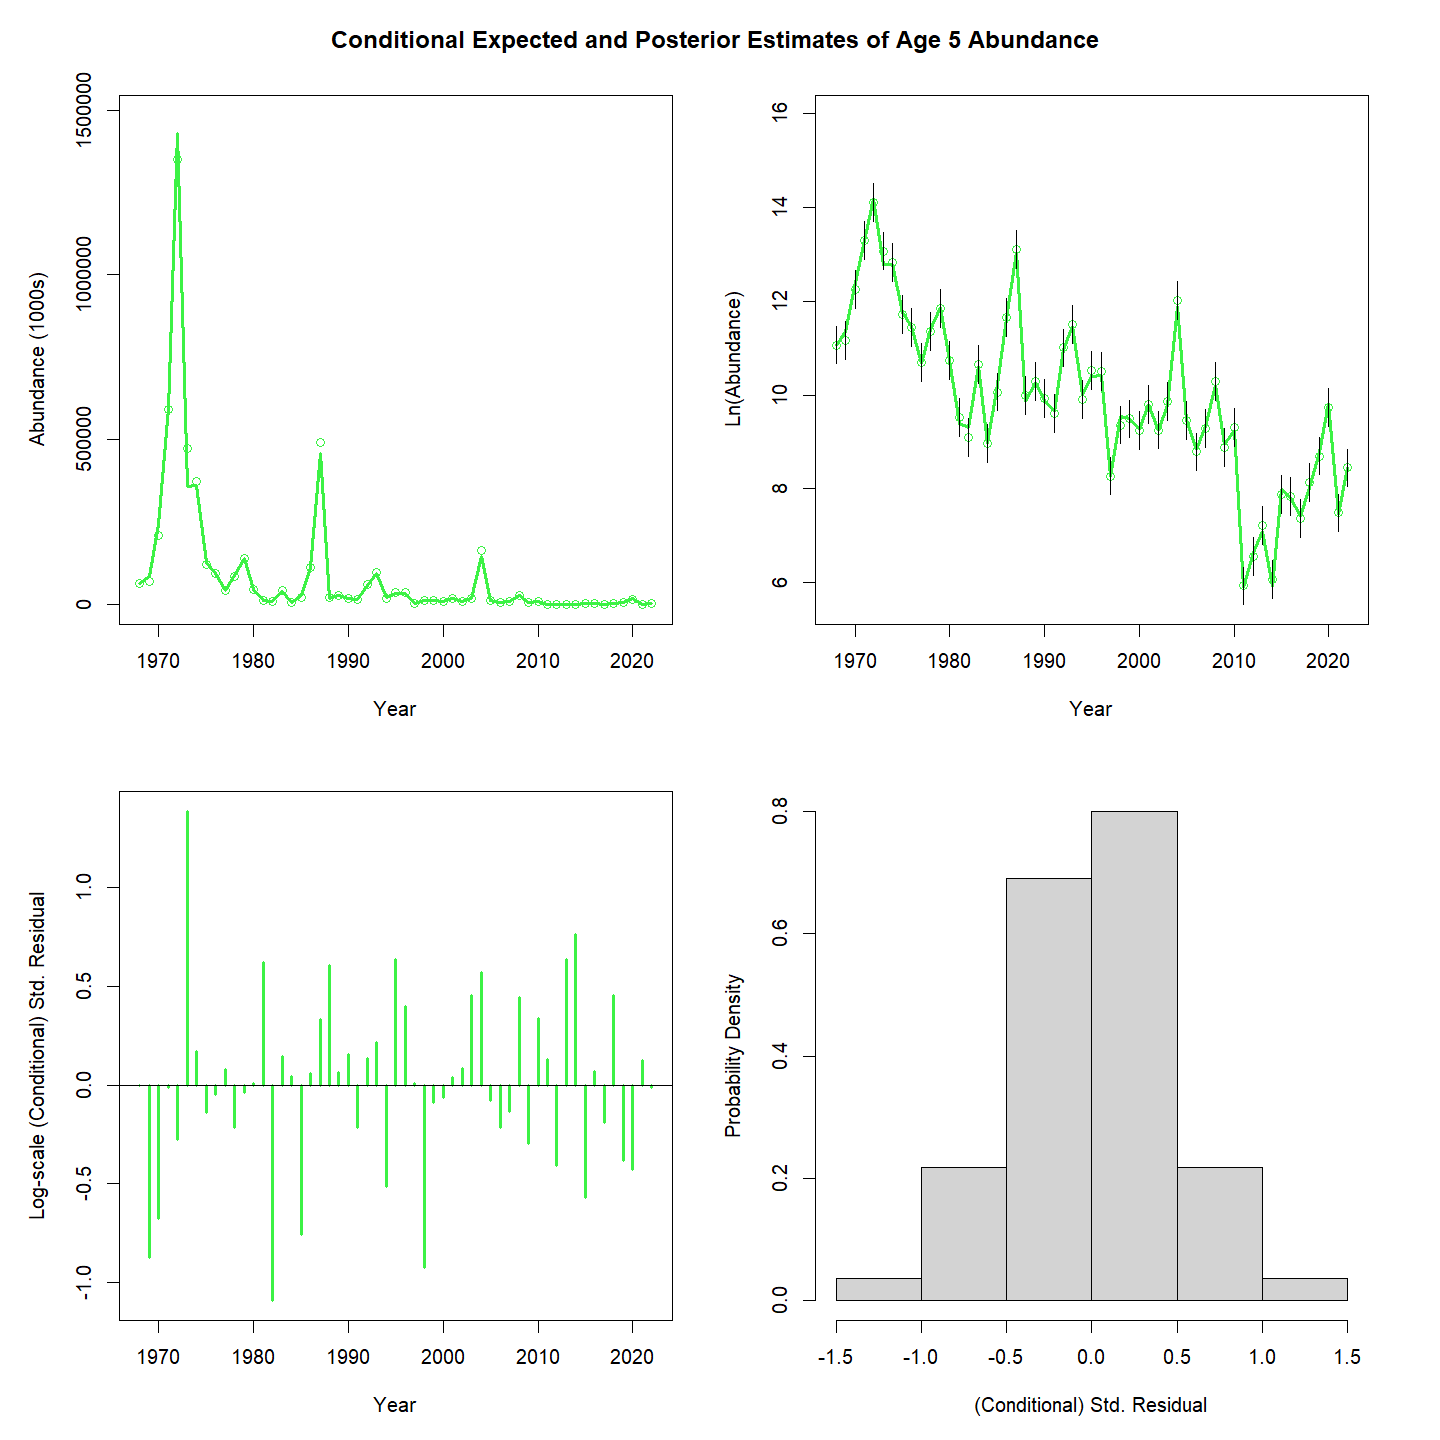 Conditional Expected and Posterior Estimates of Age 5 Abundance
Abundance (1000s)
0
500000
1000000
1500000
1970 1980 1990 2000 2010 2020
Year
Ln(Abundance)
6
8
10
12
14
16
1970 1980 1990 2000 2010 2020
Year
Log-scale (Conditional) Std. Residual
-1.0
-0.5
0.0
0.5
1.0
1970 1980 1990 2000 2010 2020
Year
Probability Density
0.0
0.2
0.4
0.6
0.8
-1.5 -1.0 -0.5 0.0 0.5 1.0 1.5
(Conditional) Std. Residual